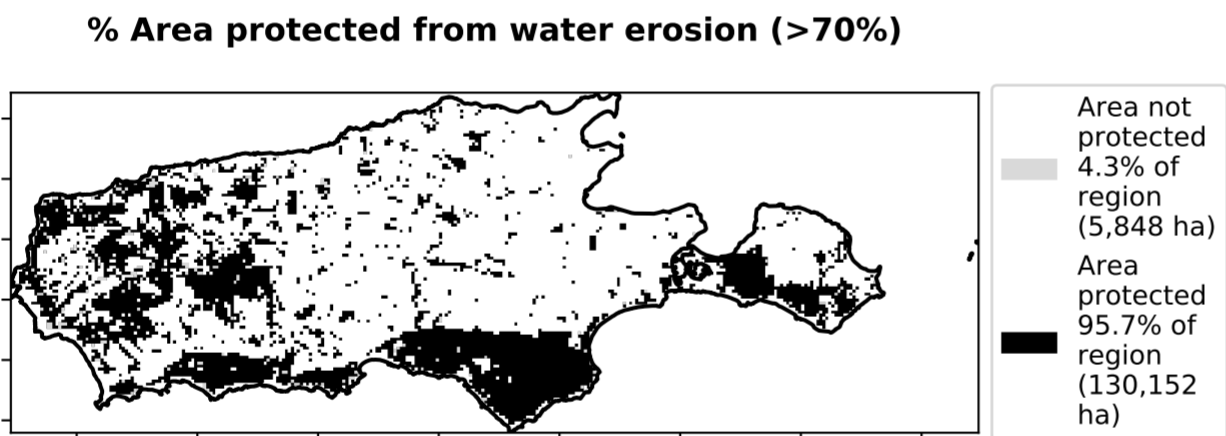 % Area protected from water erosion (>70%)
Area not
protected
4.3% of
region
(5,848 ha)
Area
protected
95.7% of
region
(130,152
ha)